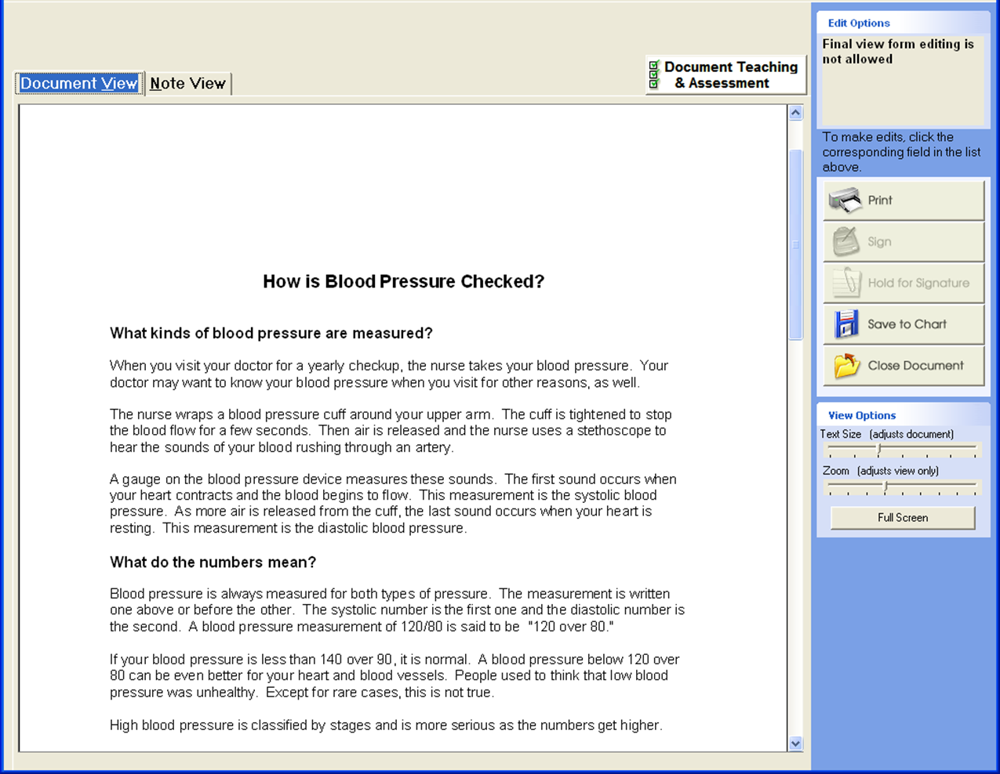 Document View
Note View
Document Teaching
& Assessment
How is Blood Pressure Checked?
What kinds of blood pressure are measured?
When you visit your doctor for a yearly checkup, the nurse takes your blood pressure.  Your
doctor may want to know your blood pressure when you visit for other reasons, as well.
The nurse wraps a blood pressure cuff around your upper arm.  The cuff is tightened to stop
the blood flow for a few seconds.  Then air is released and the nurse uses a stethoscope to
hear the sounds of your blood rushing through an artery.
A gauge on the blood pressure device measures these sounds.  The first sound occurs when
your heart contracts and the blood begins to flow.  This measurement is the systolic blood
pressure.  As more air is released from the cuff, the last sound occurs when your heart is
resting.  This measurement is the diastolic blood pressure.
What do the numbers mean?
Blood pressure is always measured for both types of pressure.  The measurement is written
one above or before the other.  The systolic number is the first one and the diastolic number is
the second.  A blood pressure measurement of 120/80 is said to be  "120 over 80."
If your blood pressure is less than 140 over 90, it is normal.  A blood pressure below 120 over
80 can be even better for your heart and blood vessels.  People used to think that low blood
pressure was unhealthy.  Except for rare cases, this is not true.
High blood pressure is classified by stages and is more serious as the numbers get higher.
Edit Options
Final view form editing is
not allowed
To make edits, click the
corresponding field in the list
above.
Print
Sign
Hold for Signature
Save to Chart
Close Document
View Options
Text Size (adjusts document)
Zoom (adjusts view only)
Full Screen